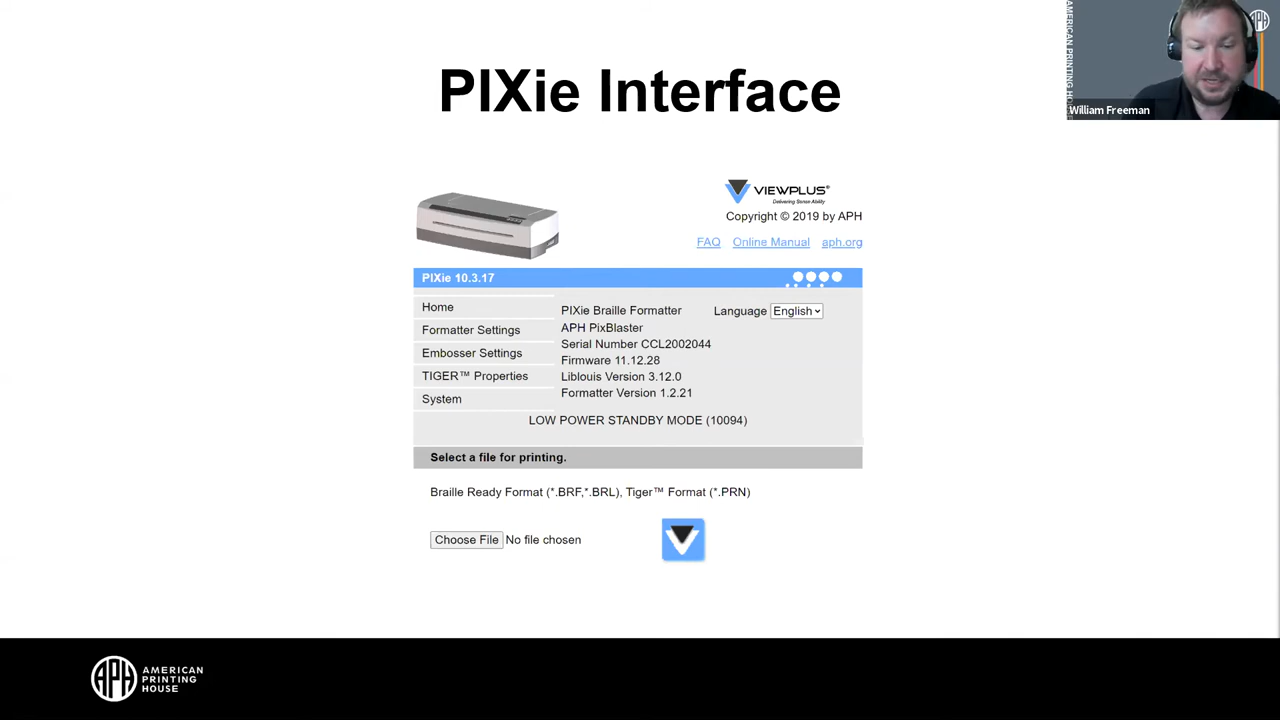 PIXie Interface
AMERICAN PRINTING HOUSE
William Freeman
VIEWPLUS®
Delivering Sense Ability
Copyright © 2019 by APH
FAQ Online Manual aph.org
PIXie 10.3.17
Home
Formatter Settings
Embosser Settings
TIGER™ Properties
System
PIXie Braille Formatter
Language English
APH PixBlaster
Serial Number CCL2002044
Firmware 11.12.28
Liblouis Version 3.12.0
Formatter Version 1.2.21
LOW POWER STANDBY MODE (10094)
Select a file for printing.
Braille Ready Format (*.BRF,*.BRL), Tiger™ Format (*.PRN)
Choose File No file chosen
APH
AMERICAN
PRINTING
HOUSE